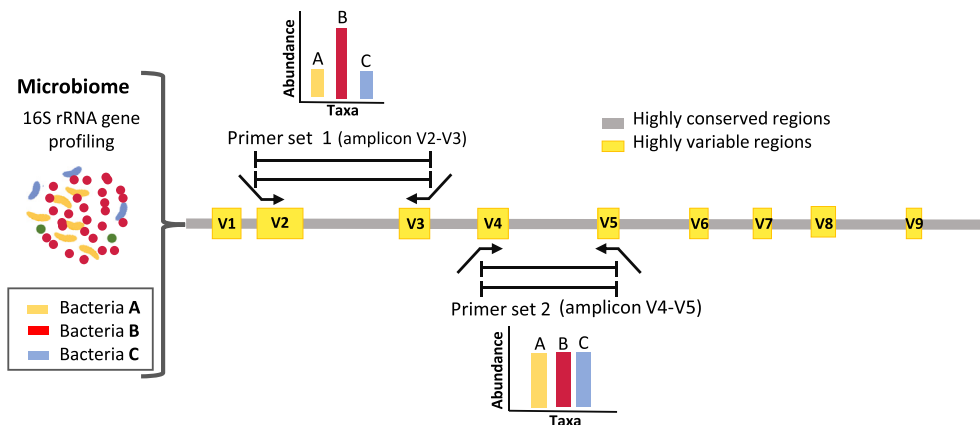 Microbiome
16S rRNA gene
profiling
Bacteria A
Bacteria B
Bacteria C
Abundance
A
B
C
Taxa
Primer set 1 (amplicon V2-V3)
Highly conserved regions
Highly variable regions
V1 V2 V3 V4 V5 V6 V7 V8 V9
Primer set 2 (amplicon V4-V5)
Abundance
A B C
Taxa